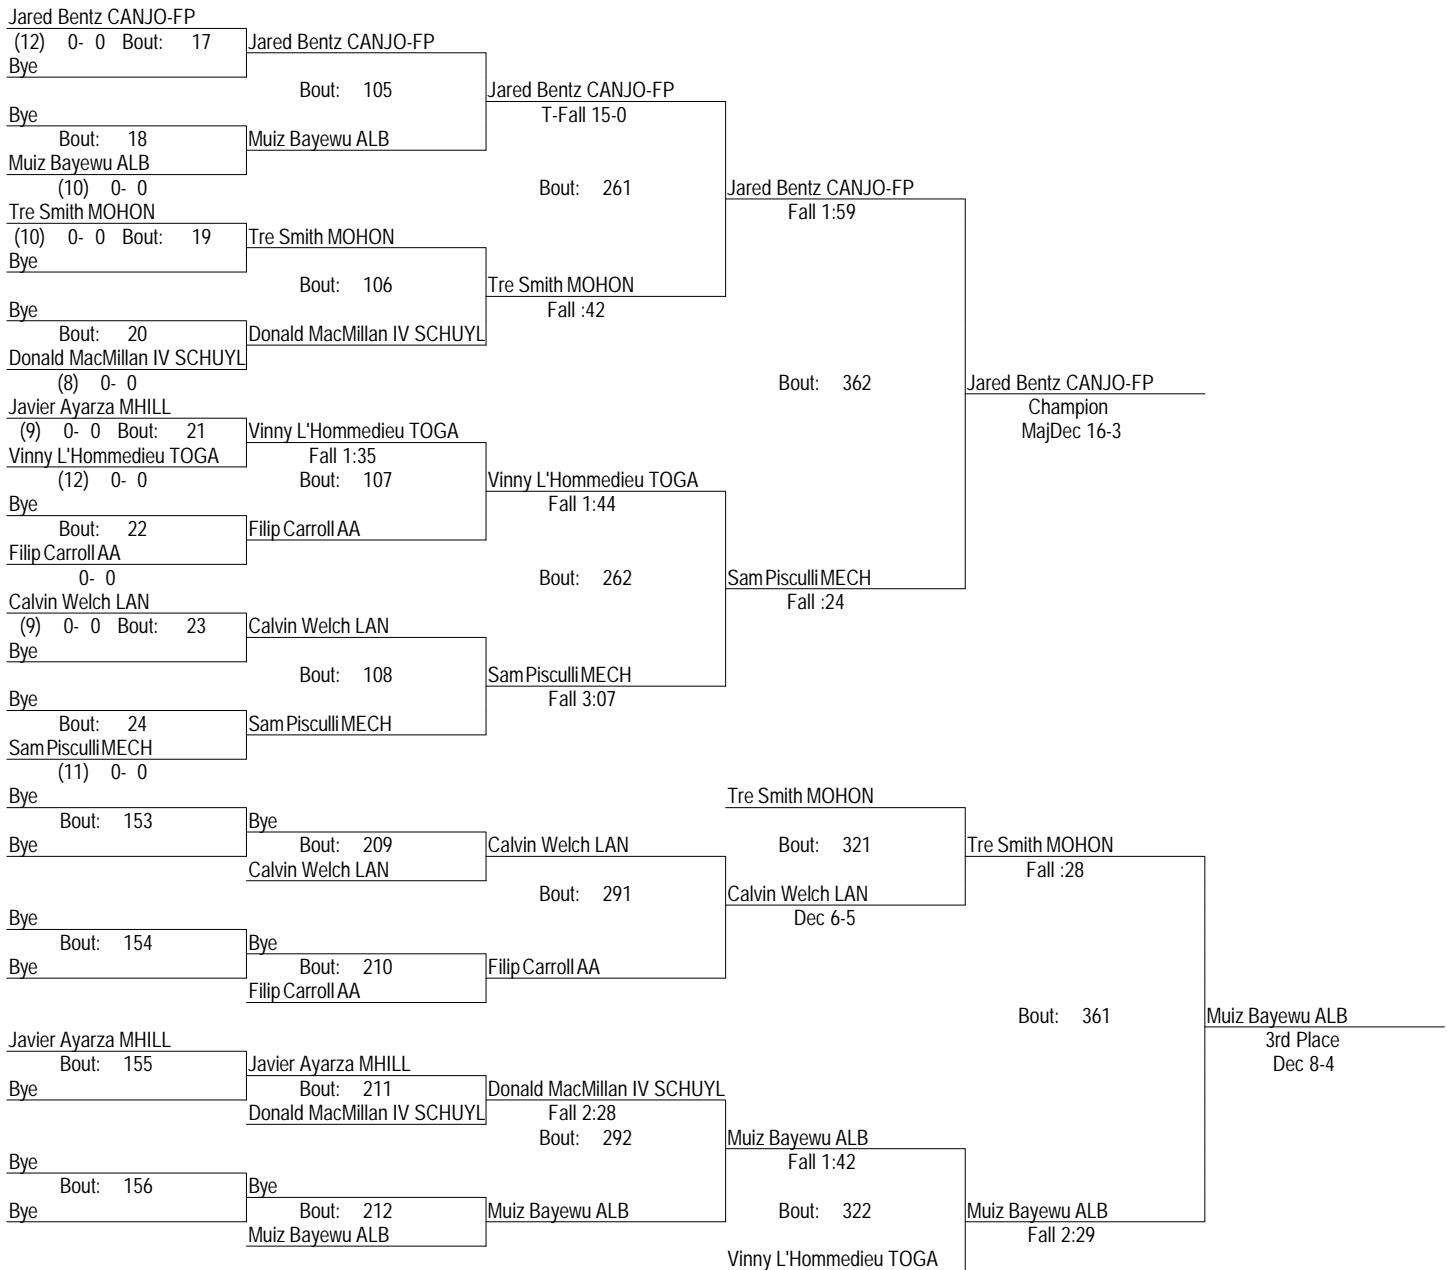 Jared Bentz CANJO-FP
(12) 0- 0 Bout: 17 Jared Bentz CANJO-FP
Bye
Bout: 105 Jared Bentz CANJO-FP
Bye T-Fall 15-0
Bout: 18 Muiz Bayewu ALB
Muiz Bayewu ALB
(10) 0- 0 Bout: 261 Jared Bentz CANJO-FP
Tre Smith MOHON Fall 1:59
(10) 0- 0 Bout: 19 Tre Smith MOHON
Bye
Bout: 106 Tre Smith MOHON
Bye Fall :42
Bout: 20 Donald MacMillan IV SCHUYL
Donald MacMillan IV SCHUYL
(8) 0- 0 Bout: 362 Jared Bentz CANJO-FP
Javier Ayarza MHILL Champion
(9) 0- 0 Bout: 21 Vinny L'Hommedieu TOGA MajDec 16-3
Vinny L'Hommedieu TOGA Fall 1:35
(12) 0- 0 Bout: 107 Vinny L'Hommedieu TOGA
Bye Fall 1:44
Bout: 22 Filip Carroll AA
Filip Carroll AA
0- 0 Bout: 262 Sam Pisculli MECH
Calvin Welch LAN Fall :24
(9) 0- 0 Bout: 23 Calvin Welch LAN
Bye
Bout: 108 Sam Pisculli MECH
Bye Fall 3:07
Bout: 24 Sam Pisculli MECH
Sam Pisculli MECH
(11) 0- 0
Bye Tre Smith MOHON
Bout: 153 Bye
Bye Bout: 209 Calvin Welch LAN Bout: 321 Tre Smith MOHON
Calvin Welch LAN Fall :28
Bout: 291 Calvin Welch LAN
Bye Dec 6-5
Bout: 154 Bye
Bye Bout: 210 Filip Carroll AA
Filip Carroll AA
Bout: 361 Muiz Bayewu ALB
Javier Ayarza MHILL 3rd Place
Bout: 155 Javier Ayarza MHILL Dec 8-4
Bye Bout: 211 Donald MacMillan IV SCHUYL
Donald MacMillan IV SCHUYL Fall 2:28
Bout: 292 Muiz Bayewu ALB
Bye Fall 1:42
Bout: 156 Bye
Bye Bout: 212 Muiz Bayewu ALB Bout: 322 Muiz Bayewu ALB
Muiz Bayewu ALB Fall 2:29
Vinny L'Hommedieu TOGA